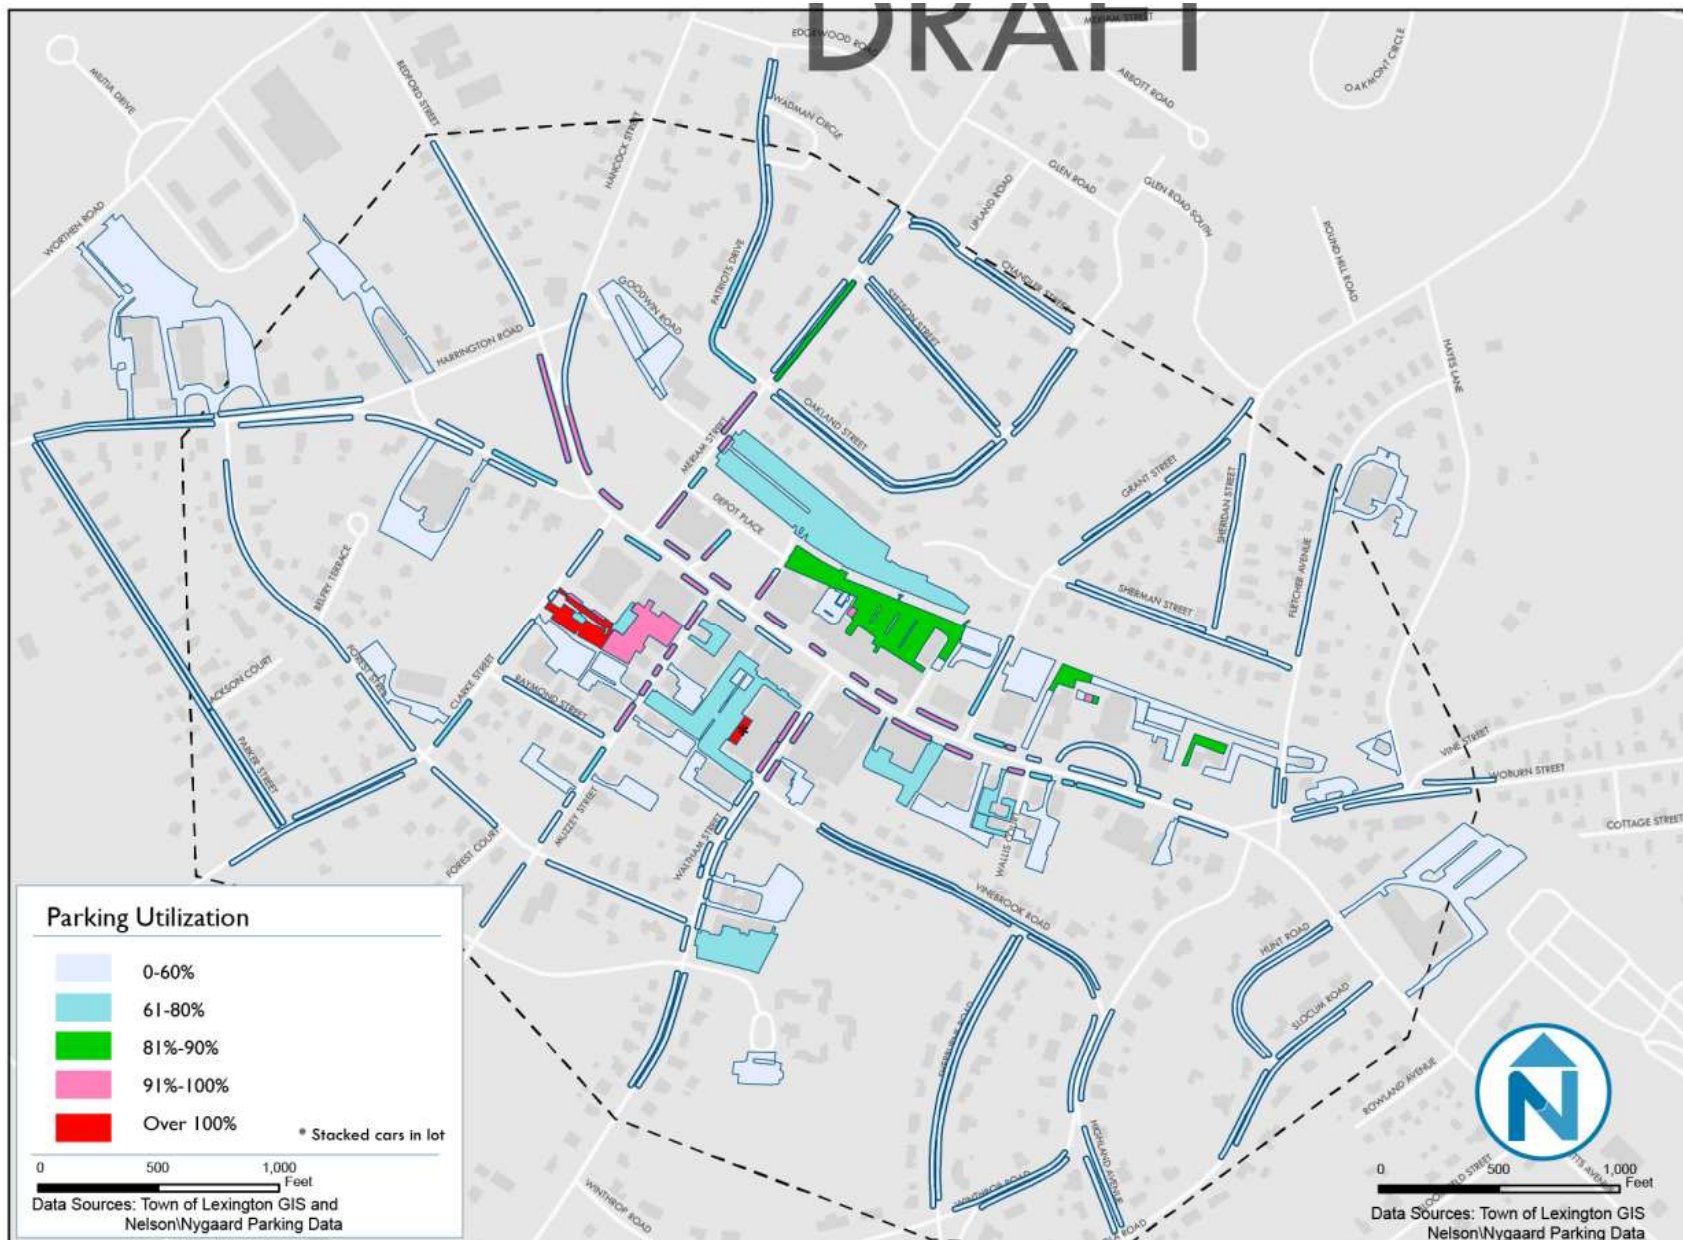 DRAFT
MERIAM STREET
EDGEWOOD ROAD
OAKMONT CIRCLE
MILITIA DRIVE
BEDFORD STREET
ABBOTT ROAD
WADMAN CIRCLE
HANCOCK STREET
GLEN ROAD
UPLAND ROAD
GLEN ROAD SOUTH
WORTHEN ROAD
ROUND HILL ROAD
PATRIOTS DRIVE
GOODWIN ROAD
CHANDLER STREET
STETSON STREET
HARRINGTON ROAD
HAYES LANE
OAKLAND STREET
MERIAM STREET
GRANT STREET
SHERIDAN STREET
DEPOT PLACE
FLETCHER AVENUE
BELFRY TERRACE
SHERMAN STREET
FOREST STREET
CLARKE STREET
JACKSON COURT
RAYMOND STREET
PARKER STREET
VINE STREET
WOBURN STREET
MUZZEY STREET
COTTAGE STREET
FOREST COURT
WALTHAM STREET
WALLIS COURT
VINEBROOK ROAD
HUNT ROAD
SLOCUM ROAD
ROWLAND AVENUE
HIGHLAND AVENUE
WINTHROP ROAD
WINTHROP ROAD
Parking Utilization
0-60%
61-80%
81%-90%
91%-100%
Over 100%
* Stacked cars in lot
0 500 1,000
Feet
Data Sources: Town of Lexington GIS and
Nelson\Nygaard Parking Data
N
0 500 1,000
Feet
Data Sources: Town of Lexington GIS
Nelson\Nygaard Parking Data